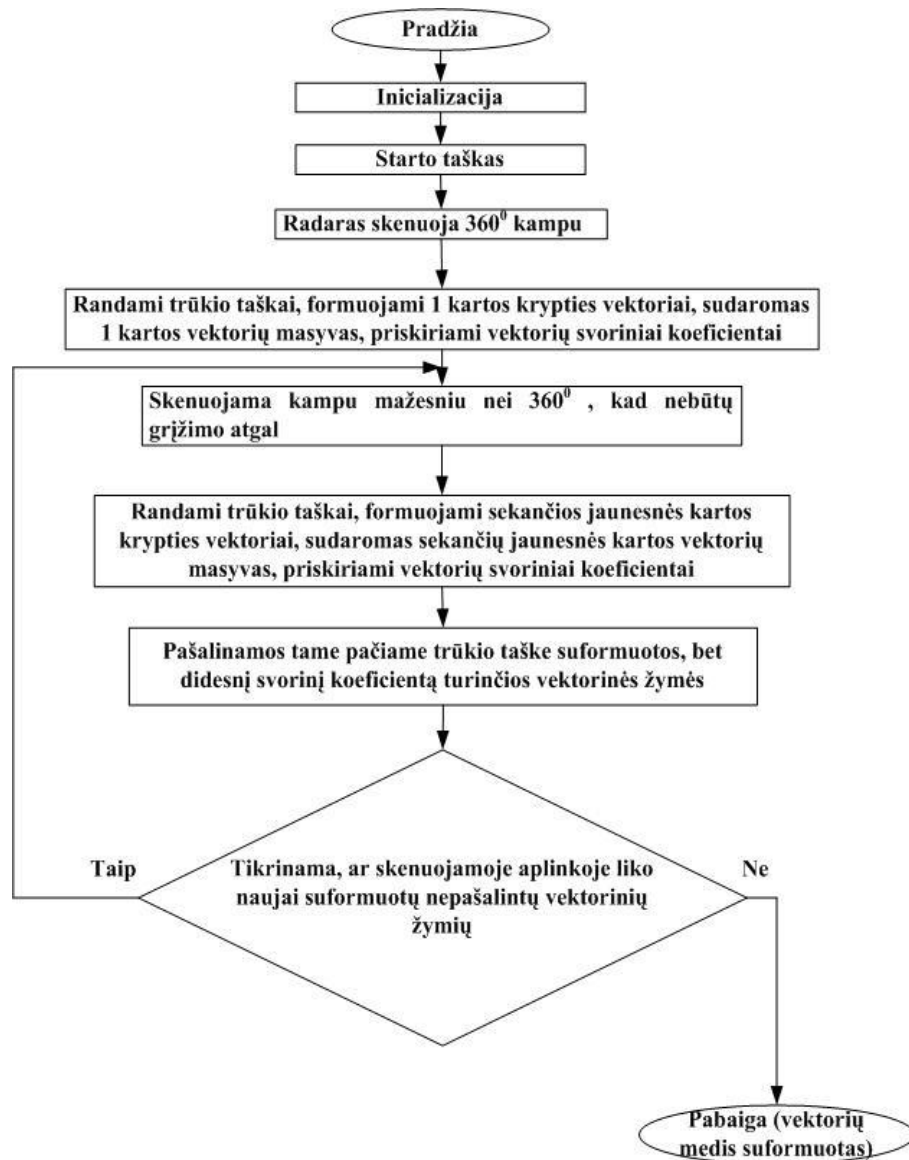 Pradžia
Inicializacija
Starto taškas
Radaras skenuoja 360⁰ kampu
Randami trūkio taškai, formuojami 1 kartos krypties vektoriai, sudaromas
1 kartos vektorių masyvas, priskiriami vektorių svoriniai koeficientai
Skenuojama kampu mažesniu nei 360⁰ , kad nebūtų
grįžimo atgal
Randami trūkio taškai, formuojami sekančios jaunesnės kartos
krypties vektoriai, sudaromas sekančių jaunesnės kartos vektorių
masyvas, priskiriami vektorių svoriniai koeficientai
Pašalinamos tame pačiame trūkio taške suformuotos, bet
didesnį svorinį koeficientą turinčios vektorinės žymės
Taip
Tikrinama, ar skenuojamoje aplinkoje liko
naujai suformuotų nepašalintų vektorinių
žymių
Ne
Pabaiga (vektorių
medis suformuotas)